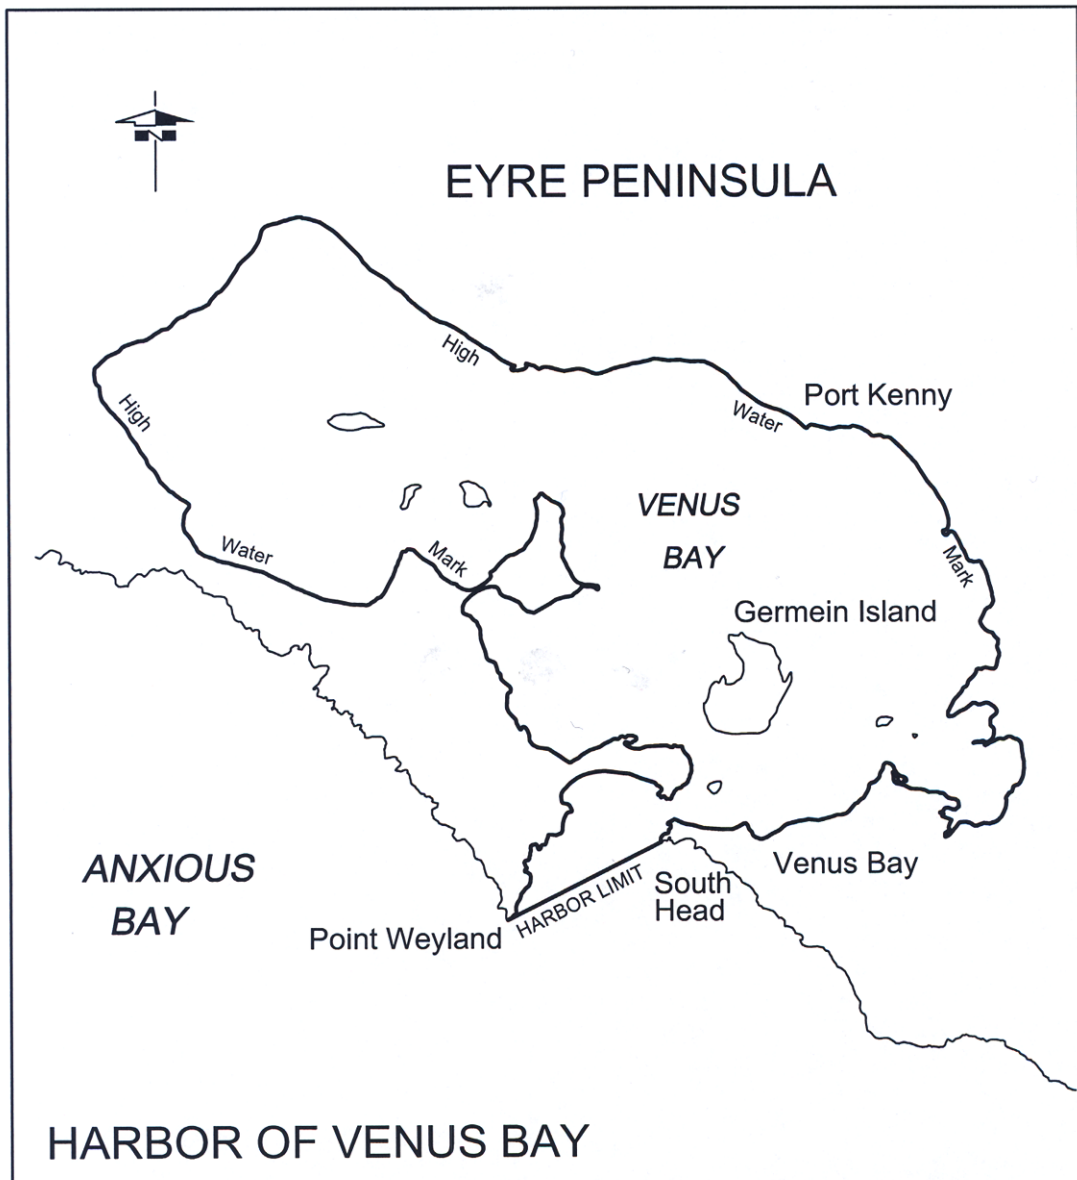 N
EYRE PENINSULA
High
High
Port Kenny
Water
VENUS
BAY
Water
Mark
Mark
Germein Island
ANXIOUS
BAY
Venus Bay
South
Head
HARBOR LIMIT
Point Weyland
HARBOR OF VENUS BAY